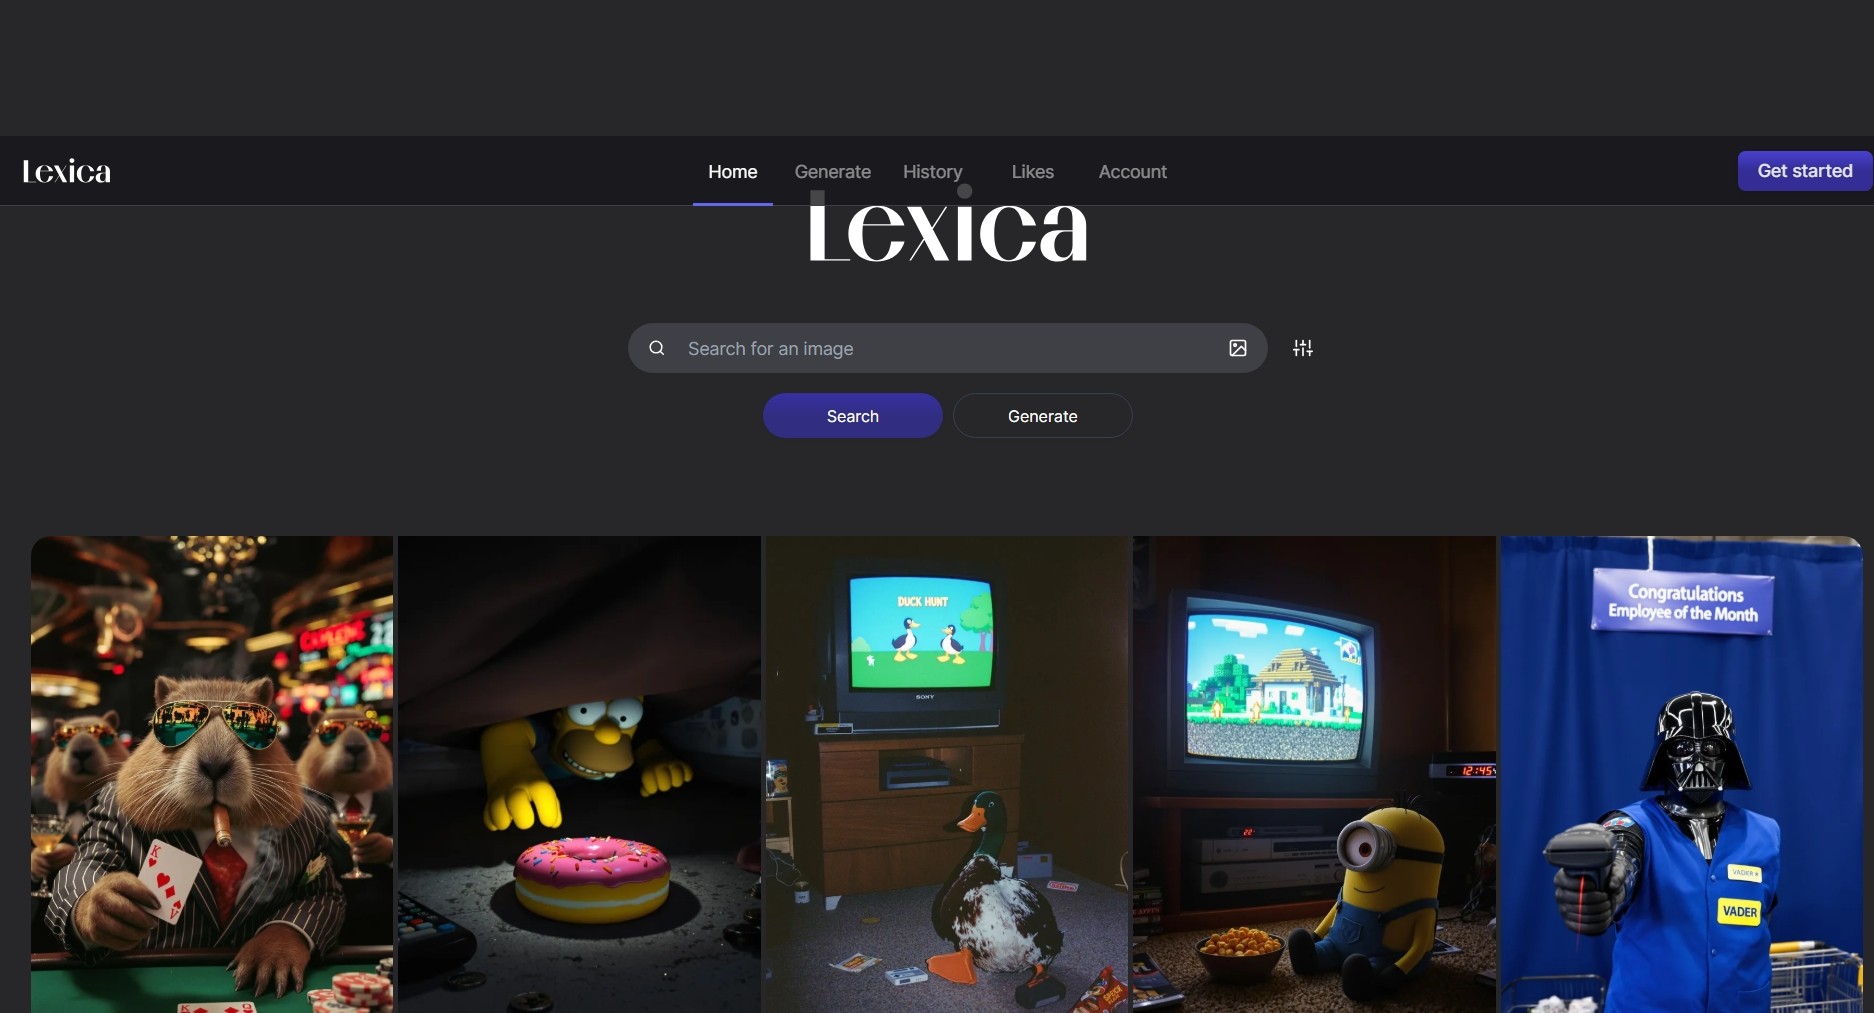 Lexica
Home Generate History Likes Account
Get started
Lexica
Search for an image
Search
Generate
DUCK HUNT
SONY
12:45
Congratulations
Employee of the Month
VADER
VADER
K
A
K